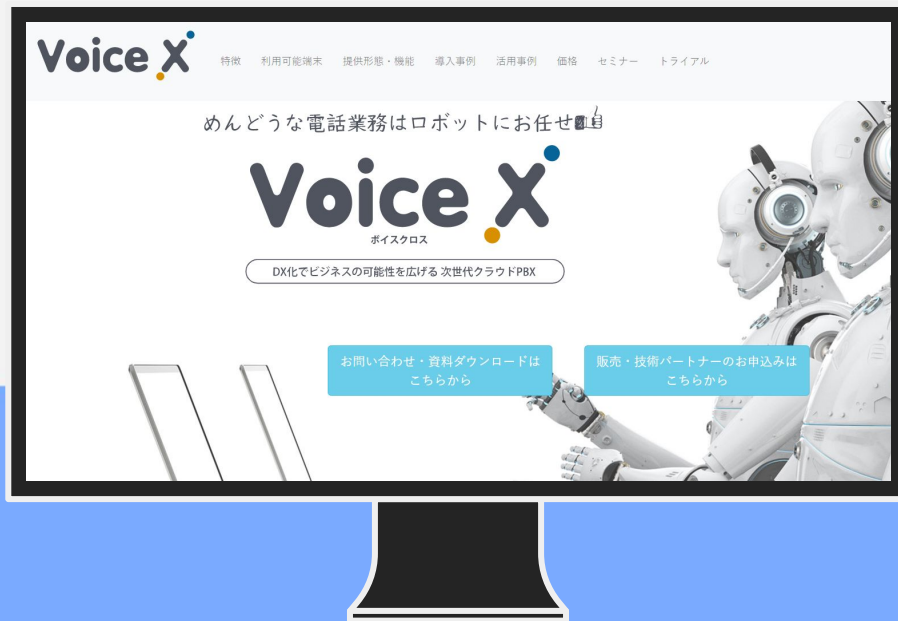 Voice X
特徴 利用可能端末 提供形態・機能 導入事例 活用事例 価格 セミナー トライアル
めんどうな電話業務はロボットにお任せ
Voice X
ボイスクロス
DX化でビジネスの可能性を広げる 次世代クラウドPBX
お問い合わせ・資料ダウンロードは
こちらから
販売・技術パートナーのお申込みは
こちらから